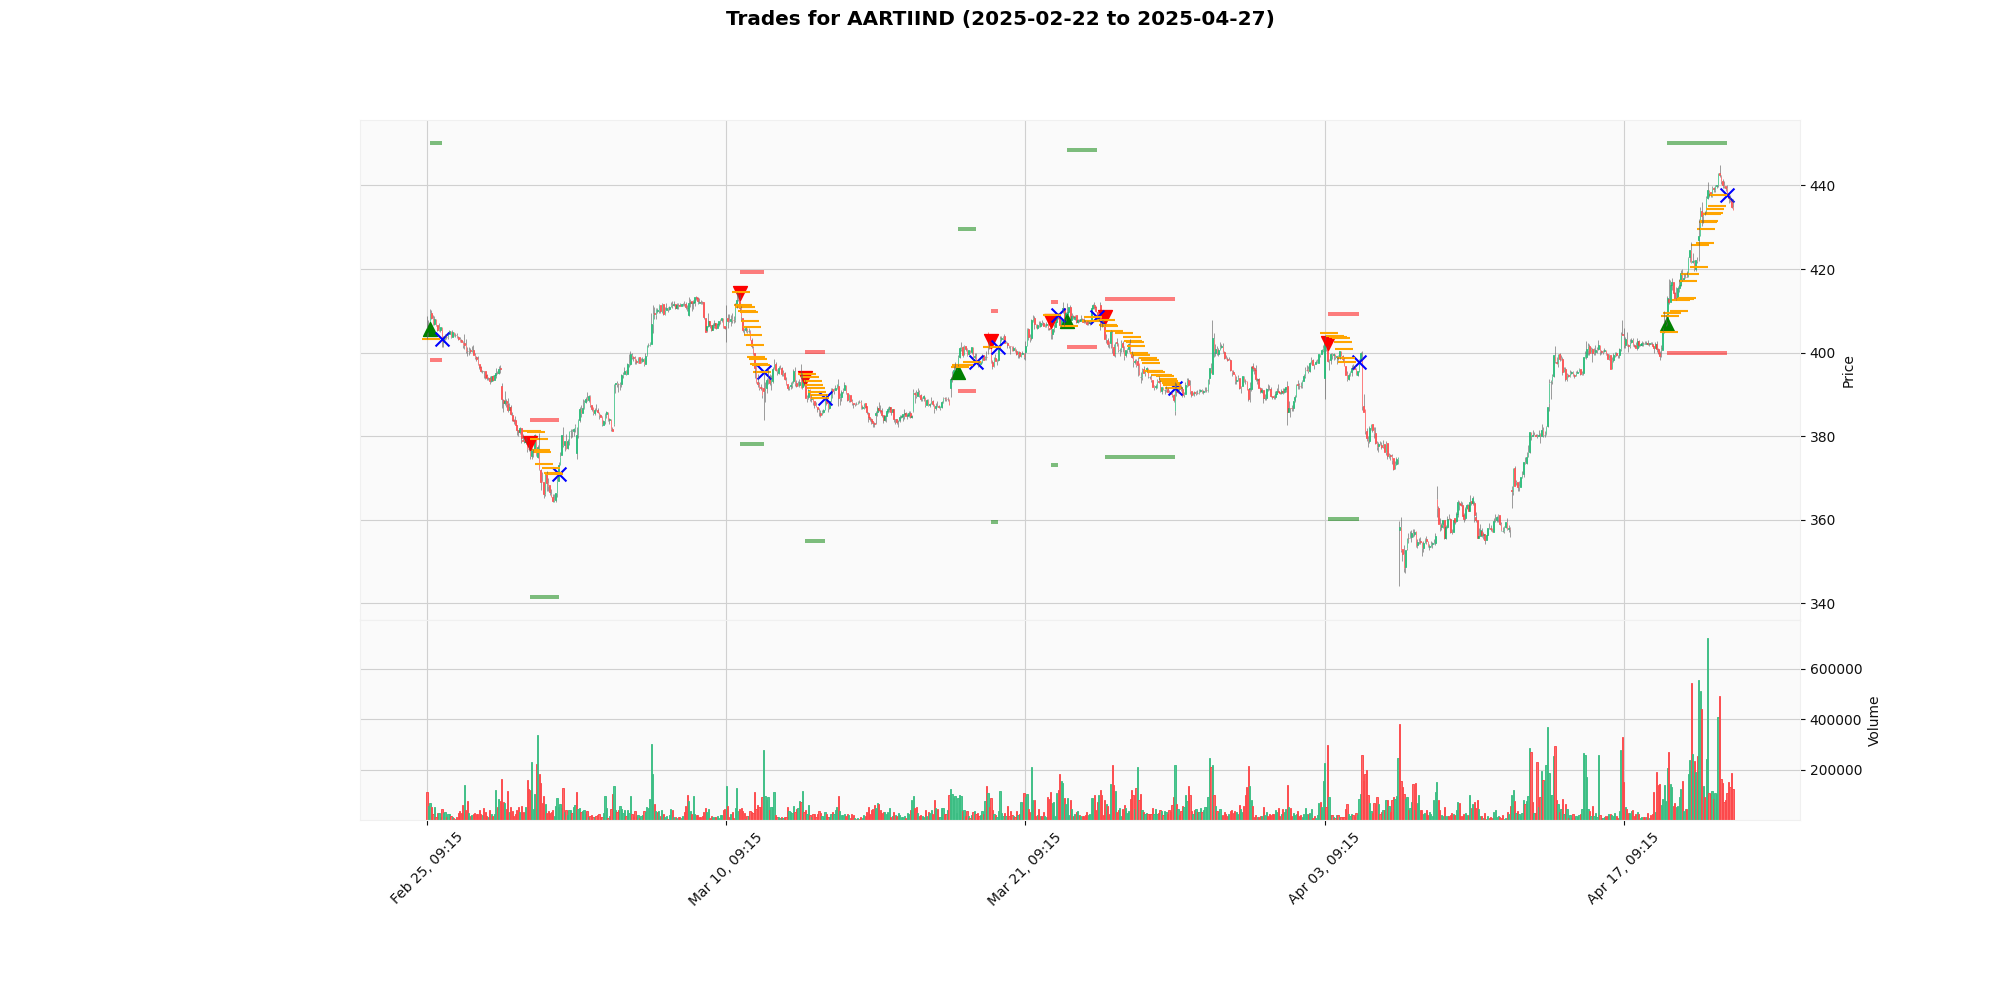 Trades for AARTIIND (2025-02-22 to 2025-04-27)
440
420
400
380
360
340
Price
600000
400000
200000
Volume
Feb 25, 09:15
Mar 10, 09:15
Mar 21, 09:15
Apr 03, 09:15
Apr 17, 09:15